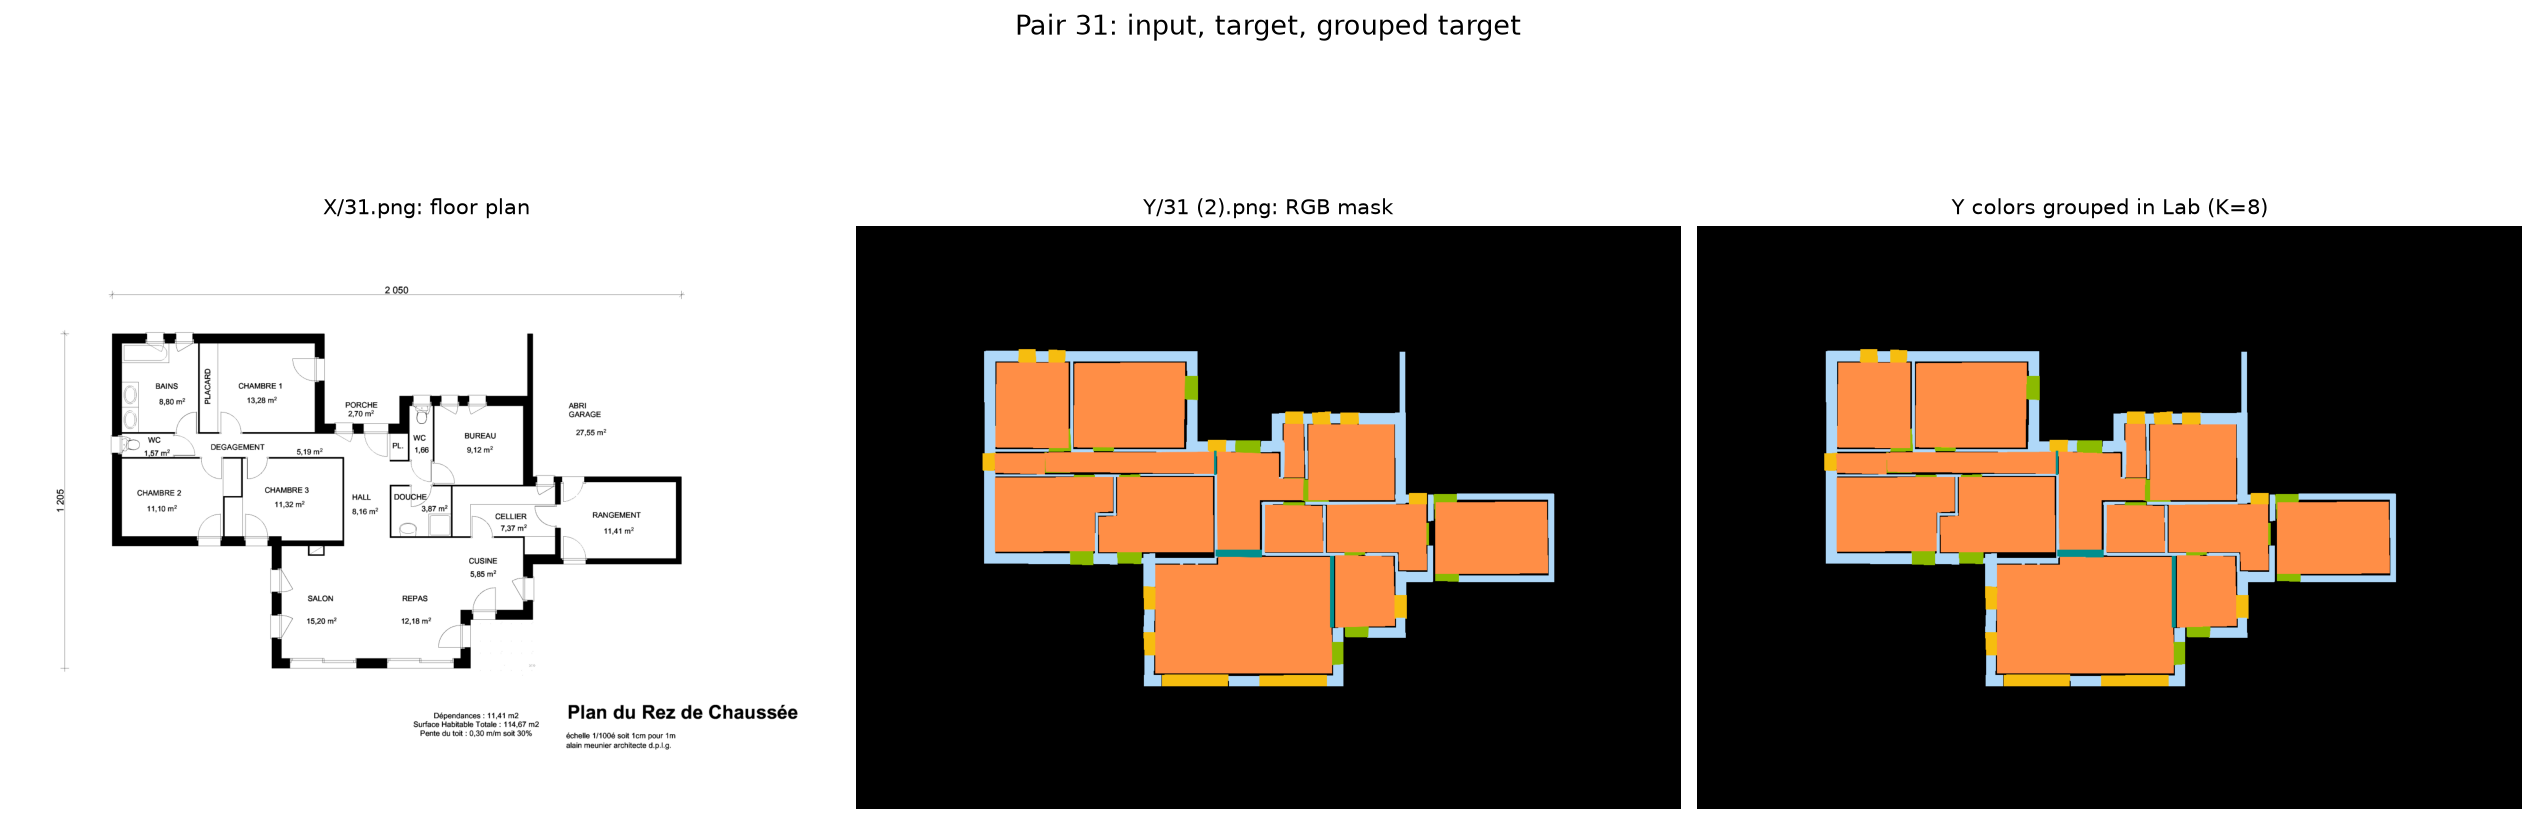 Pair 31: input, target, grouped target
X/31.png: floor plan
Y/31 (2).png: RGB mask
Y colors grouped in Lab (K=8)
2 050
1 205
BAINS
8,80 m²
PLACARD
CHAMBRE 1
13,28 m²
PORCHE
2,70 m²
ABRI
GARAGE
27,55 m²
WC
1,57 m²
DEGAGEMENT
5,19 m²
PL.
WC
1,66
BUREAU
9,12 m²
CHAMBRE 2
11,10 m²
CHAMBRE 3
11,32 m²
HALL
8,16 m²
DOUCHE
3,87 m²
CELLIER
7,37 m²
RANGEMENT
11,41 m²
CUSINE
5,85 m²
SALON
15,20 m²
REPAS
12,18 m²
Dépendances : 11,41 m2
Surface Habitable Totale : 114,67 m2
Pente du toit : 0,30 m/m soit 30%
Plan du Rez de Chaussée
échelle 1/100è soit 1cm pour 1m
alain meunier architecte d.p.l.g.